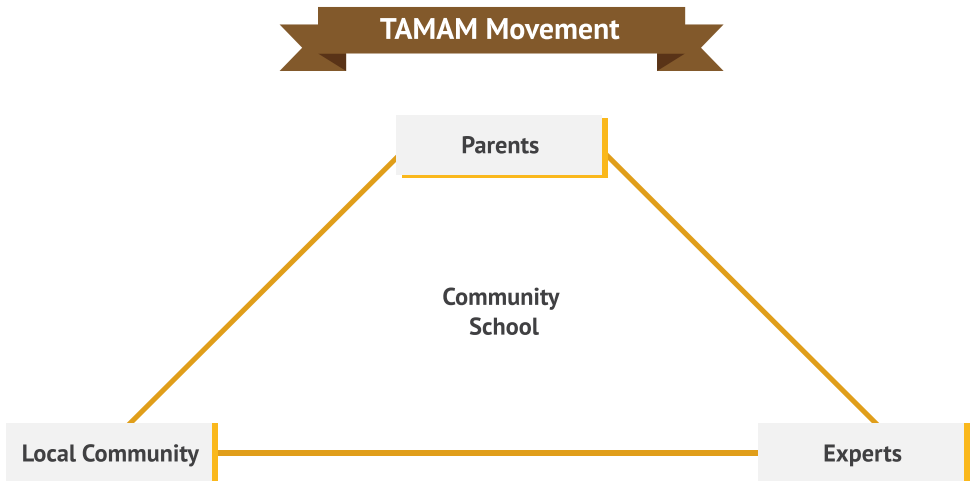 TAMAM Movement
Parents
Community
School
Local Community
Experts